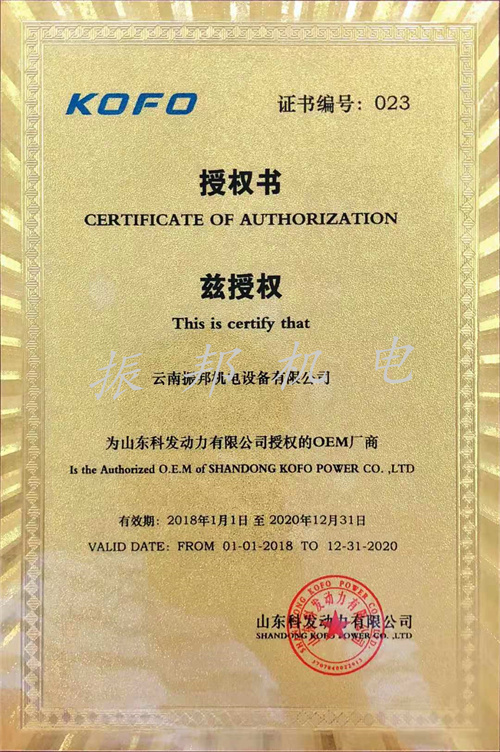 KOFO
证书编号：023
授权书
CERTIFICATE OF AUTHORIZATION
兹授权
This is certify that
振邦机电
云南振邦机电设备有限公司
为山东科发动力有限公司授权的OEM厂商
Is the Authorized O.E.M of SHANDONG KOFO POWER CO. ,LTD
有效期：2018年1月1日 至 2020年12月31日
VALID DATE: FROM 01-01-2018 TO 12-31-2020
山东科发动力有限公司
SHANDONG KOFO POWER CO. ,LTD